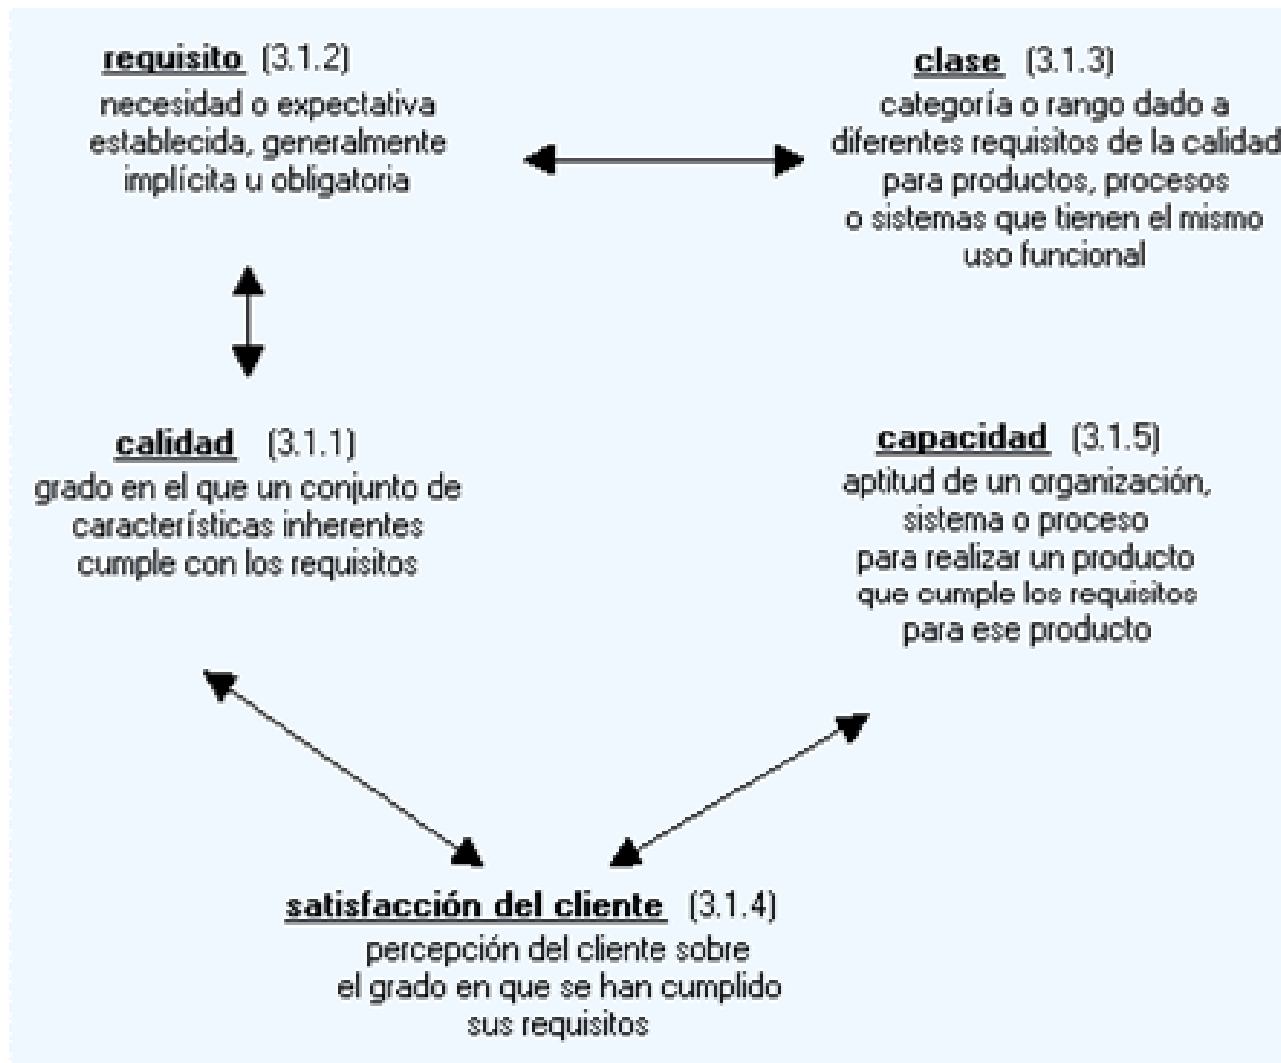 requisito (3.1.2)
necesidad o expectativa
establecida, generalmente
implícita u obligatoria
clase (3.1.3)
categoría o rango dado a
diferentes requisitos de la calidad
para productos, procesos
o sistemas que tienen el mismo
uso funcional
calidad (3.1.1)
grado en el que un conjunto de
características inherentes
cumple con los requisitos
capacidad (3.1.5)
aptitud de un organización,
sistema o proceso
para realizar un producto
que cumple los requisitos
para ese producto
satisfacción del cliente (3.1.4)
percepción del cliente sobre
el grado en que se han cumplido
sus requisitos